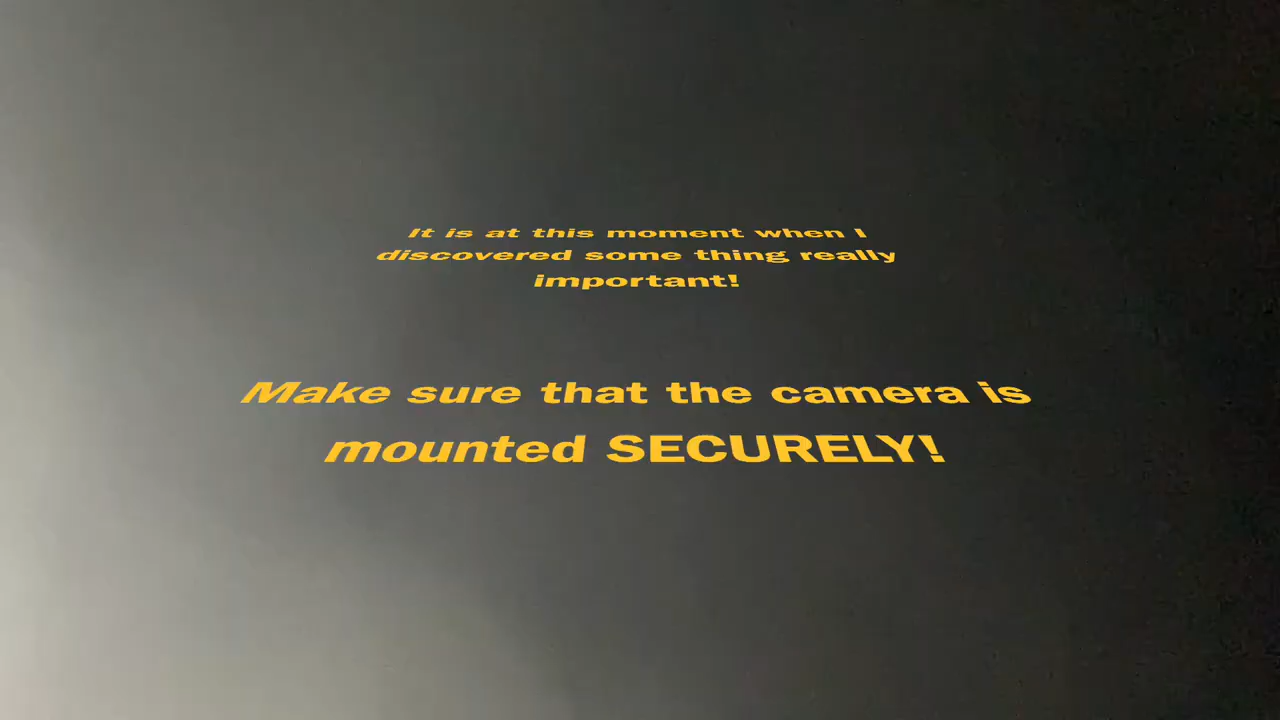 It is at this moment when I
discovered some thing really
important!
Make sure that the camera is
mounted SECURELY!